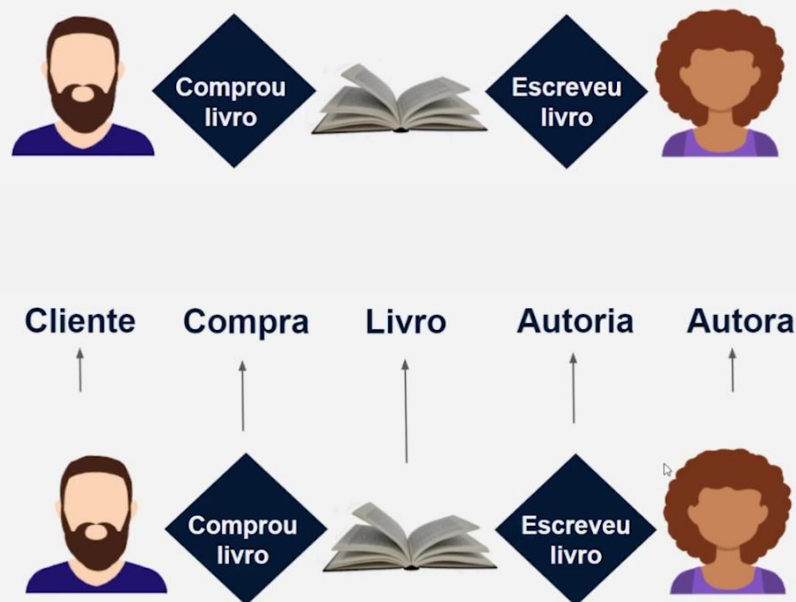 Comprou
livro
Escreveu
livro
Cliente Compra Livro Autoria Autora
Comprou
livro
Escreveu
livro